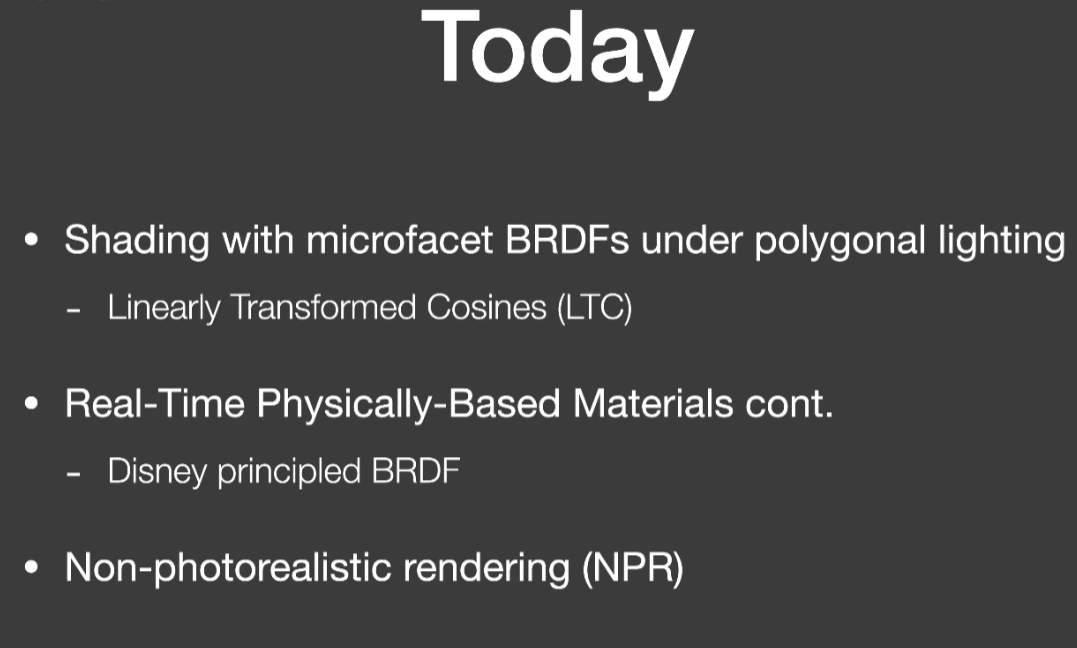 Today
• Shading with microfacet BRDFs under polygonal lighting
- Linearly Transformed Cosines (LTC)
• Real-Time Physically-Based Materials cont.
- Disney principled BRDF
• Non-photorealistic rendering (NPR)